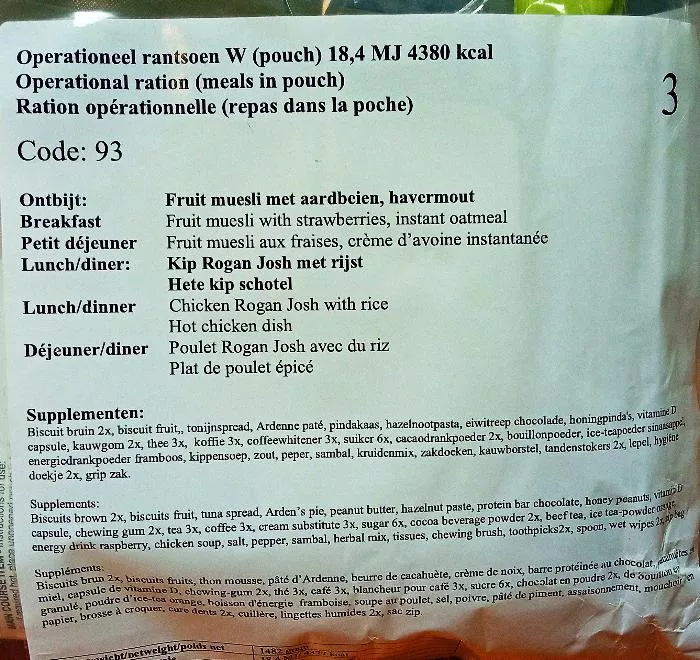 Operationeel rantsoen W (pouch) 18,4 MJ 4380 kcal
Operational ration (meals in pouch)
Ration opérationnelle (repas dans la poche)
3
Code: 93
Ontbijt: Fruit muesli met aardbeien, havermout
Breakfast Fruit muesli with strawberries, instant oatmeal
Petit déjeuner Fruit muesli aux fraises, crème d'avoine instantanée
Lunch/diner: Kip Rogan Josh met rijst
Hete kip schotel
Lunch/dinner Chicken Rogan Josh with rice
Hot chicken dish
Déjeuner/diner Poulet Rogan Josh avec du riz
Plat de poulet épicé
Supplementen:
Biscuit bruin 2x, biscuit fruit,, tonijnspread, Ardenne paté, pindakaas, hazelnootpasta, eiwitreep chocolade, honingpinda's, vitamine D
capsule, kauwgom 2x, thee 3x, koffie 3x, coffeewhitener 3x, suiker 6x, cacaodrankpoeder 2x, bouillonpoeder, ice-teapoeder sinaasappel,
energiedrankpoeder framboos, kippensoep, zout, peper, sambal, kruidenmix, zakdoeken, kauwborstel, tandenstokers 2x, lepel, hygiëne
doekje 2x, grip zak.
Supplements:
Biscuits brown 2x, biscuits fruit, tuna spread, Arden's pie, peanut butter, hazelnut paste, protein bar chocolate, honey peanuts, vitamin D
capsule, chewing gum 2x, tea 3x, coffee 3x, cream substitute 3x, sugar 6x, cocoa beverage powder 2x, beef tea, ice tea-powder orange,
energy drink raspberry, chicken soup, salt, pepper, sambal, herbal mix, tissues, chewing brush, toothpicks2x, spoon, wet wipes 2x, bag
Suppléments:
Biscuits brun 2x, biscuits fruits, thon mousse, pâté d'Ardenne, beurre de cacahuète, crème de noix, barre protéinée au chocolat,
miel, capsule de vitamine D, chewing-gum 2x, thé 3x, café 3x, blancheur pour café 3x, sucre 6x, chocolat en poudre 2x, de bouillon
granulé, poudre d'ice-tea orange, boisson d'énergie framboise, soupe au poulet, sel, poivre, pâté de piment, assaisonnement,
papier, brosse à croquer, cure dents 2x, cuillère, lingettes humides 2x, sac zip.
netweight/poids net 1482